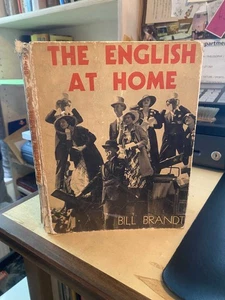 THE ENGLISH
AT HOME
BILL BRANDT